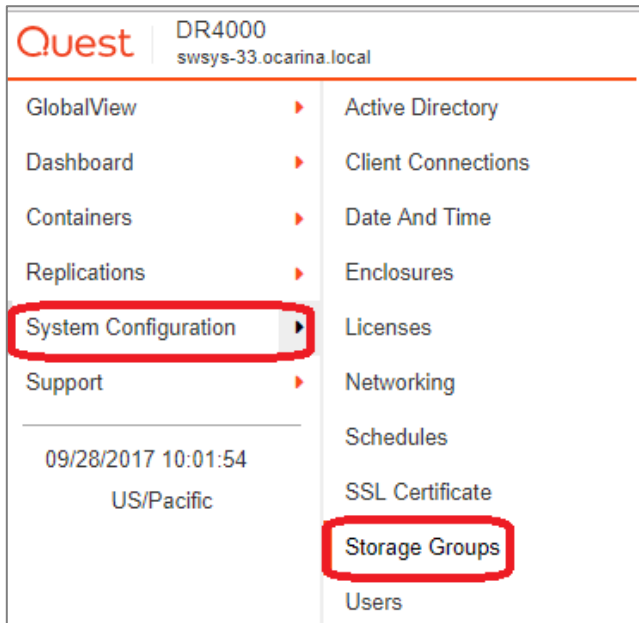 Quest
DR4000
swsys-33.ocarina.local
GlobalView
Dashboard
Containers
Replications
System Configuration
Support
09/28/2017 10:01:54
US/Pacific
Active Directory
Client Connections
Date And Time
Enclosures
Licenses
Networking
Schedules
SSL Certificate
Storage Groups
Users